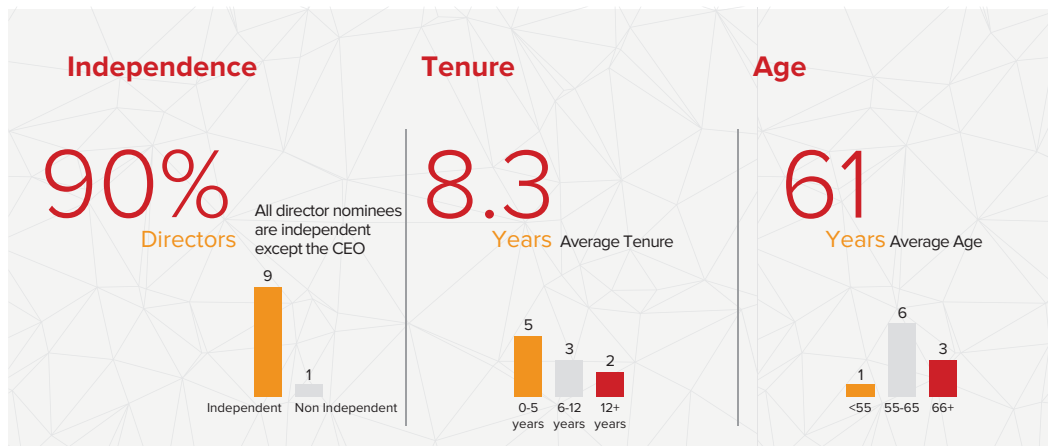 Independence
90%
Directors
All director nominees
are independent
except the CEO
9
1
Independent
Non Independent
Tenure
8.3
Years Average Tenure
5
3
2
0-5
years
6-12
years
12+
years
Age
61
Years Average Age
1
6
3
<55
55-65
66+